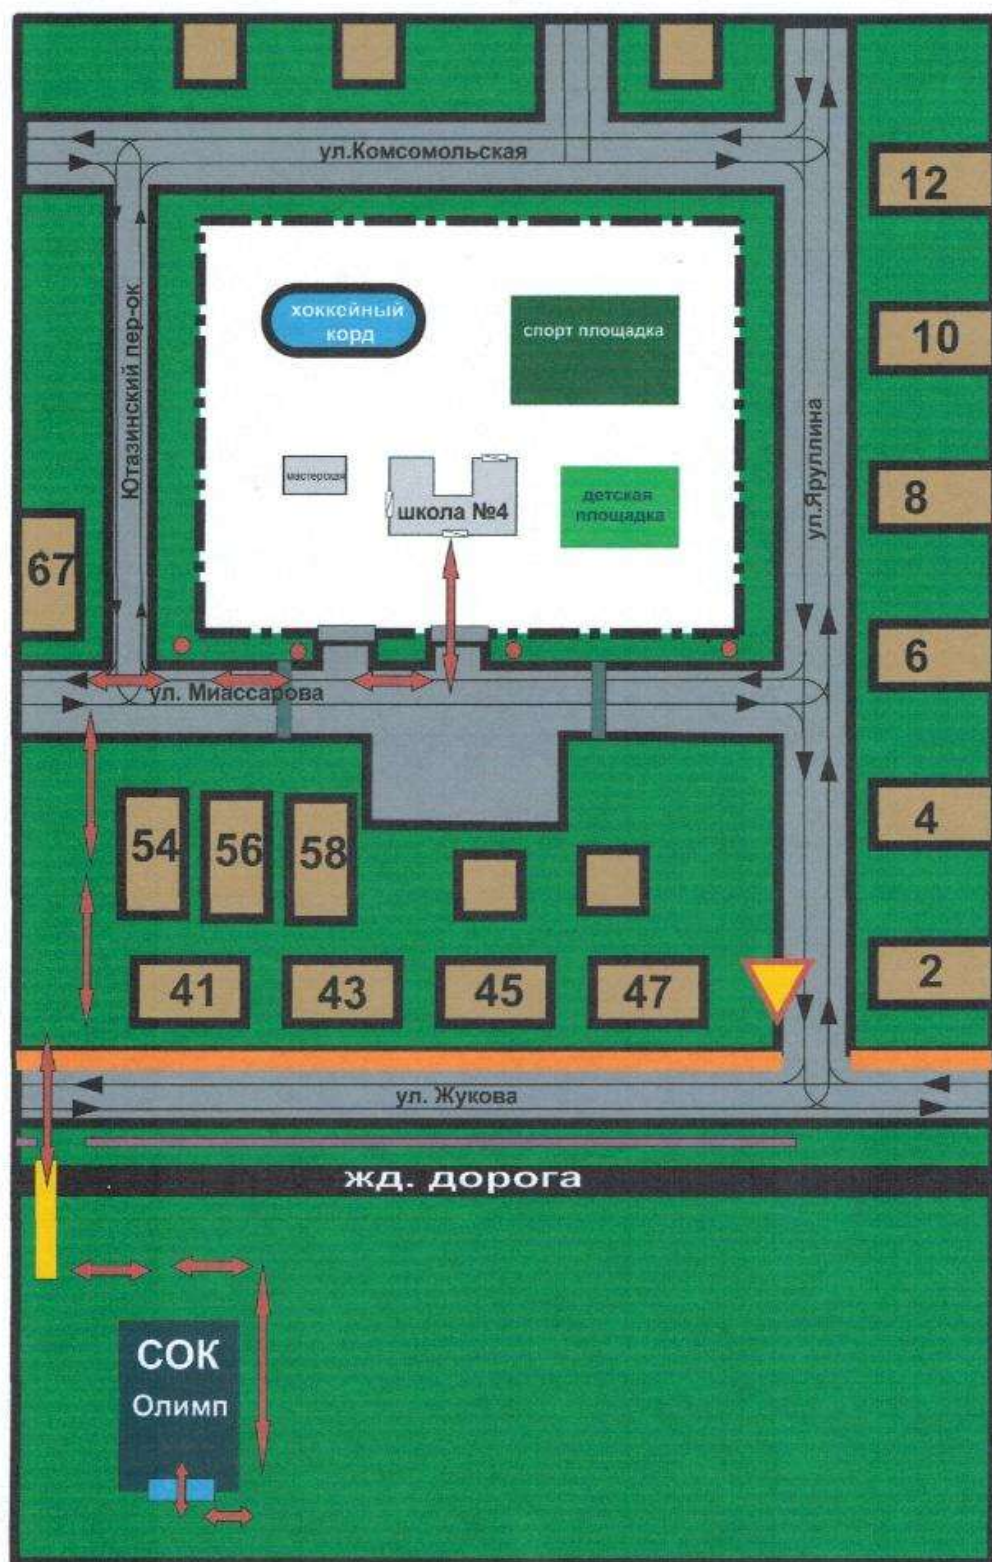 ул.Комсомольская
12
хоккейный
корд
спорт площадка
10
Ютазинский пер-ок
ул.Яруллина
мастерская
школа №4
детская
площадка
8
67
6
ул. Миассарова
54
56
58
4
41
43
45
47
2
ул. Жукова
жд. дорога
СОК
Олимп